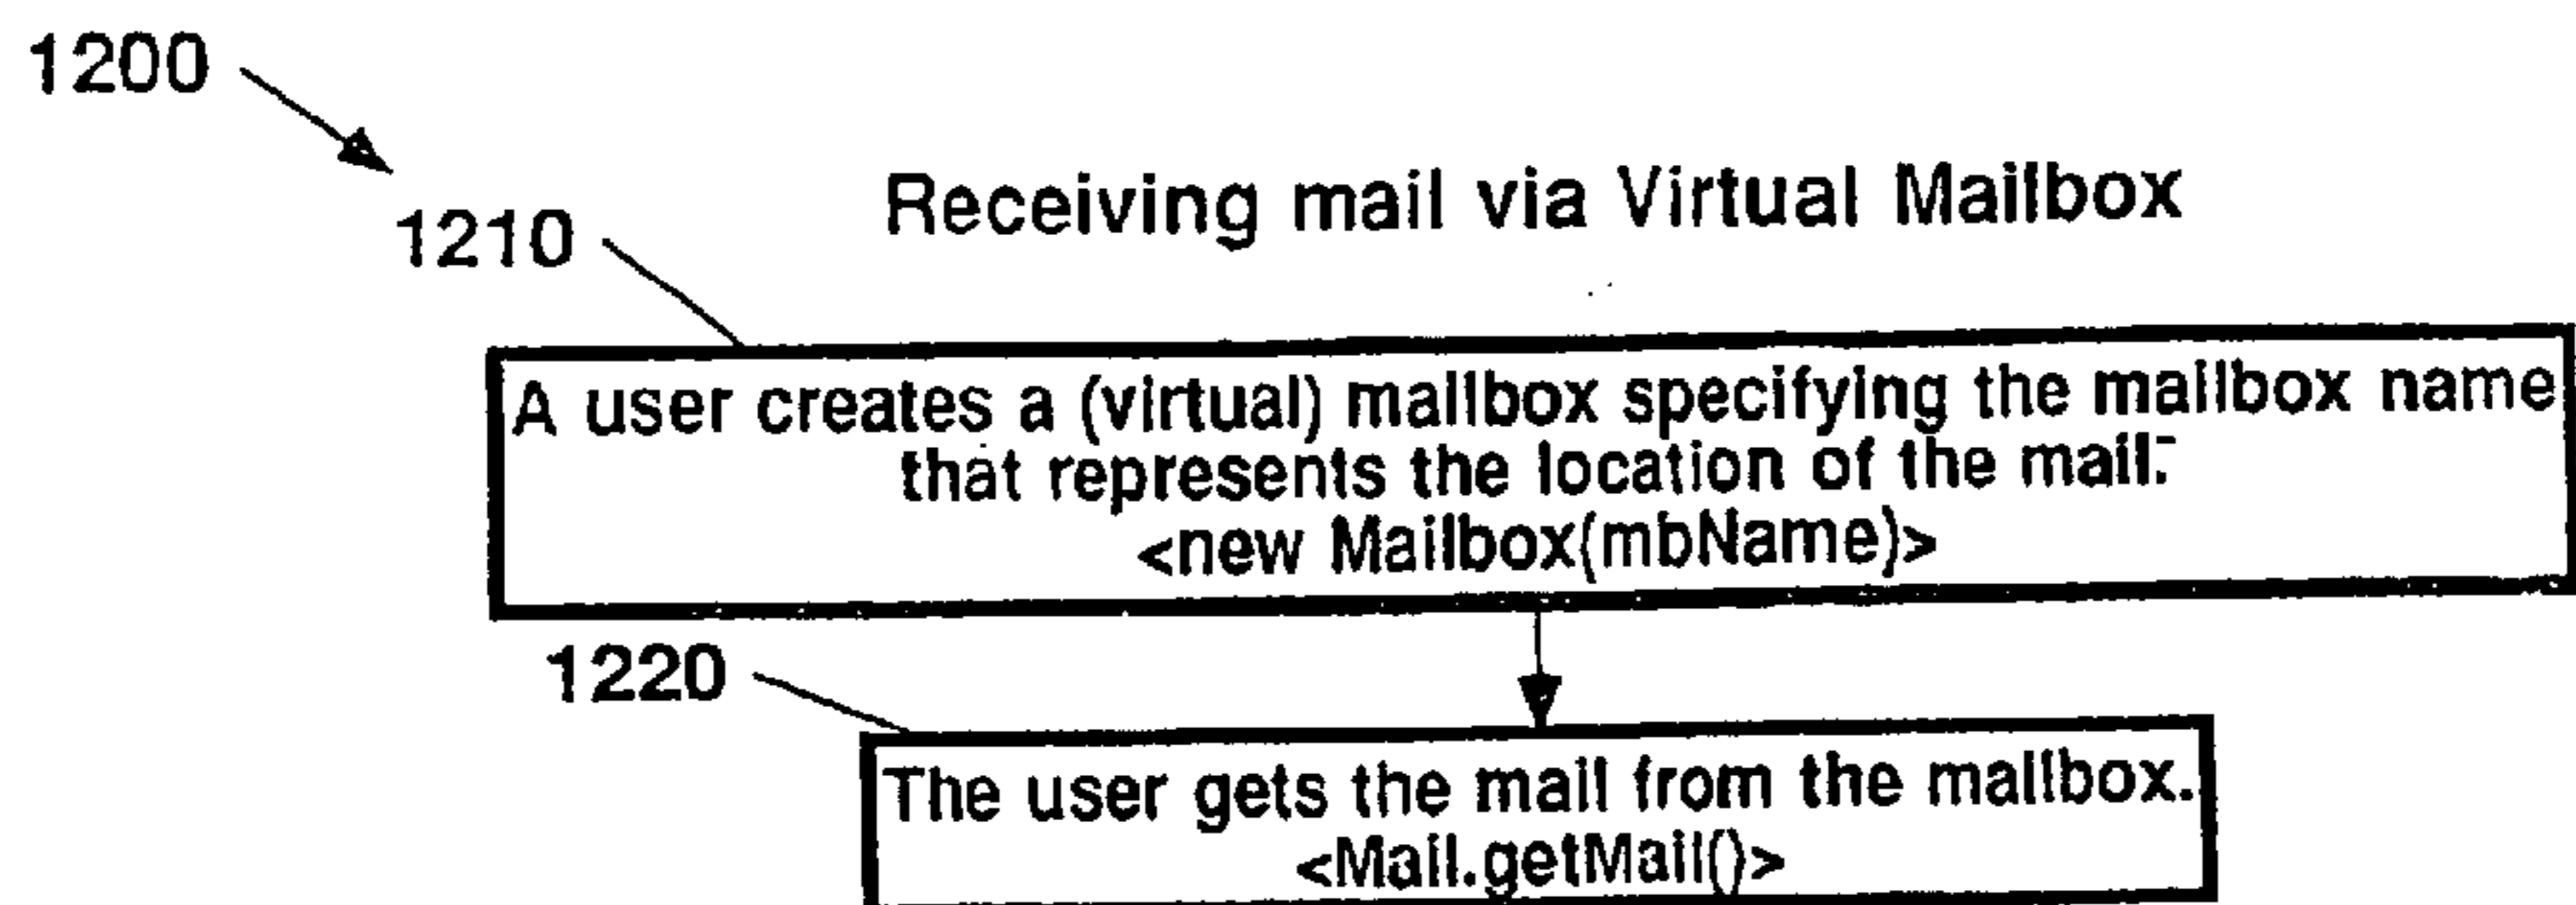 1200
Receiving mail via Virtual Mailbox
1210
A user creates a (virtual) mailbox specifying the mailbox name
that represents the location of the mail.
<new Mailbox(mbName)>
1220
The user gets the mail from the mailbox.
<Mail.getMail()>